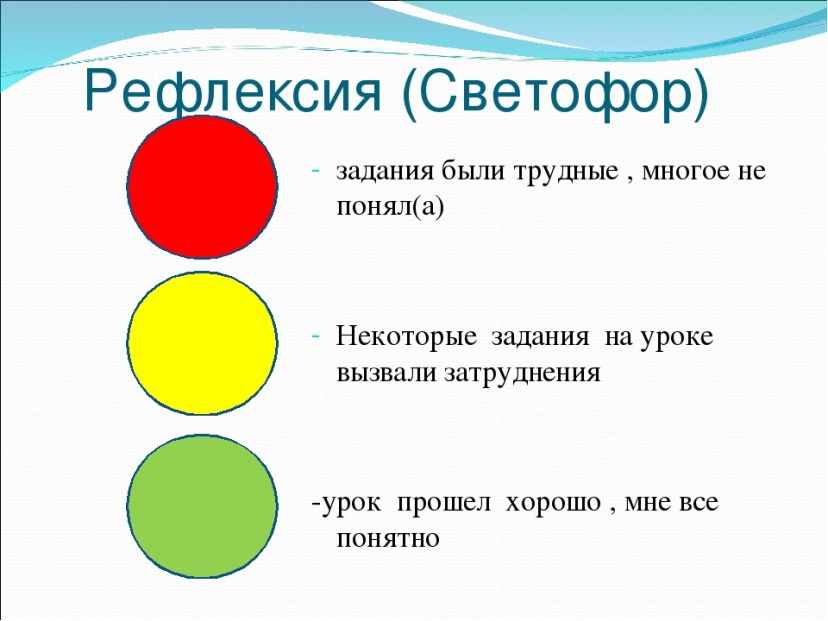 Рефлексия (Светофор)
- задания были трудные , многое не
понял(а)
- Некоторые задания на уроке
вызвали затруднения
-урок прошел хорошо , мне все
понятно